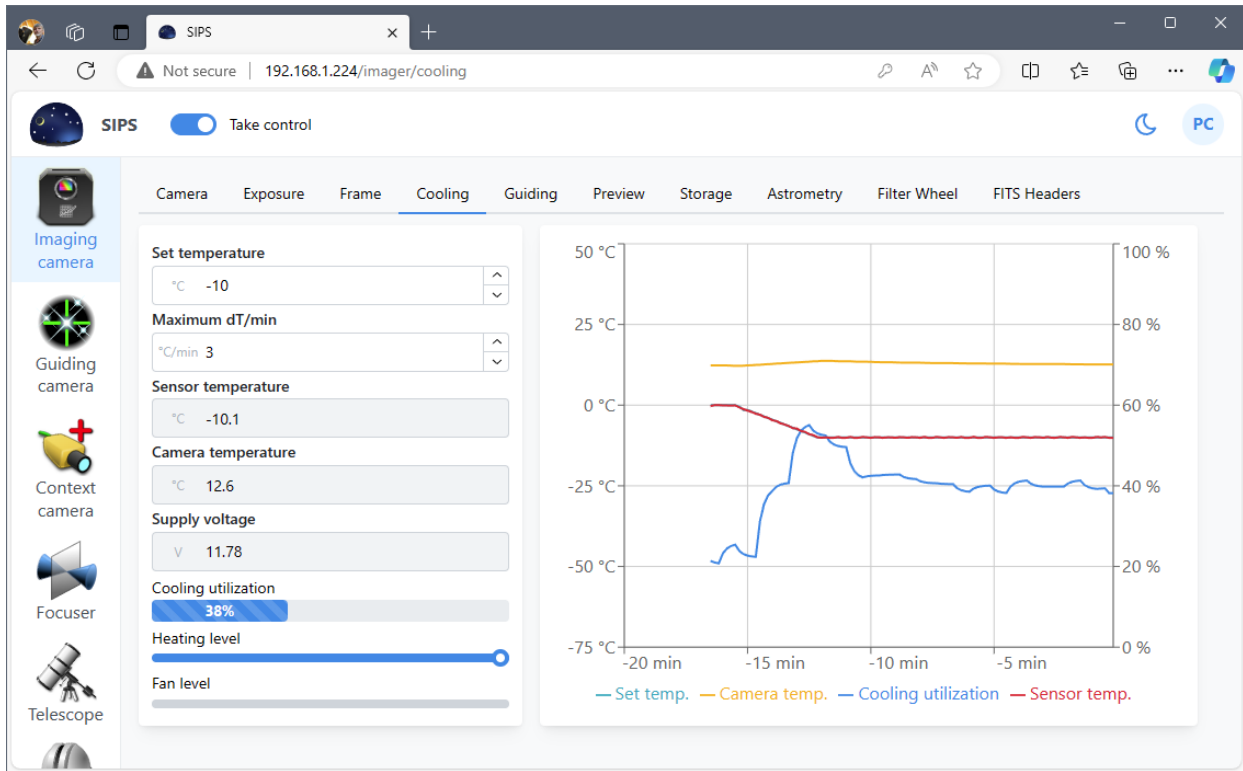 SIPS
Not secure 192.168.1.224/imager/cooling
SIPS Take control PC
Imaging camera
Guiding camera
Context camera
Focuser
Telescope
Camera Exposure Frame Cooling Guiding Preview Storage Astrometry Filter Wheel FITS Headers
Set temperature
°C -10
Maximum dT/min
°C/min 3
Sensor temperature
°C -10.1
Camera temperature
°C 12.6
Supply voltage
V 11.78
Cooling utilization
38%
Heating level
Fan level
50 °C 100 %
25 °C 80 %
0 °C 60 %
-25 °C 40 %
-50 °C 20 %
-75 °C 0 %
-20 min -15 min -10 min -5 min
Set temp. Camera temp. Cooling utilization Sensor temp.